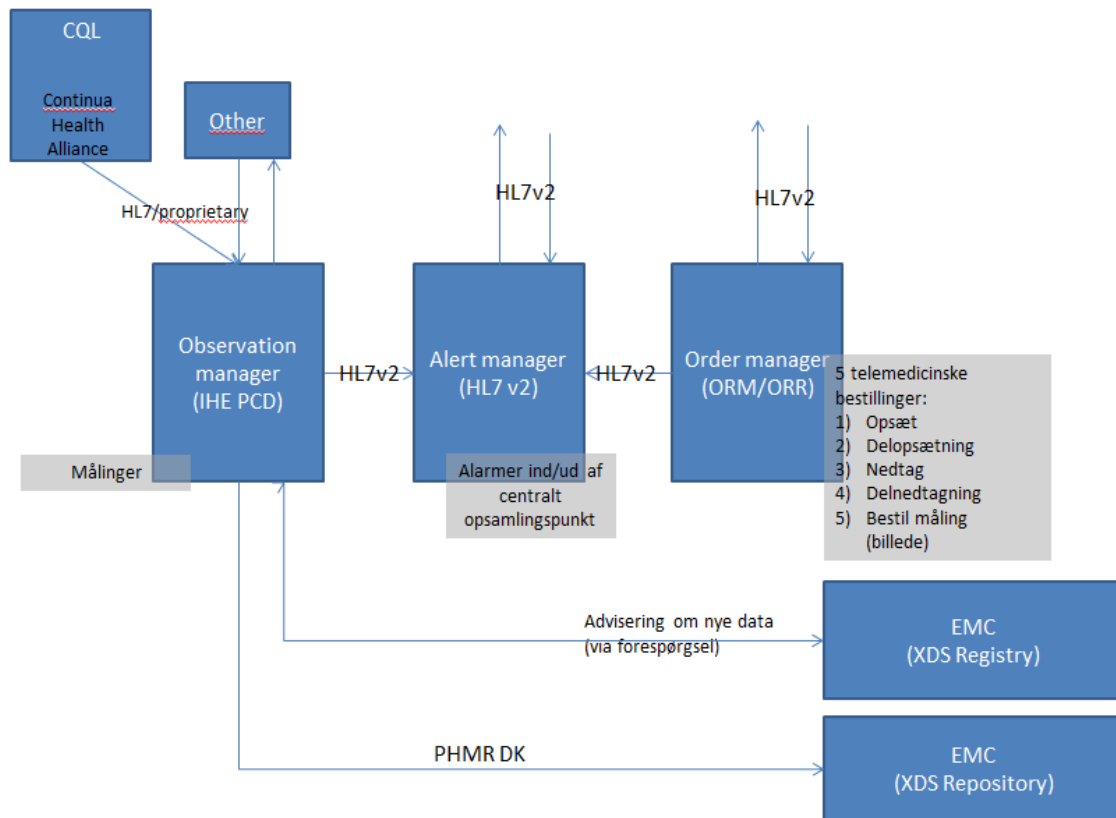 CQL
Continua
Health
Alliance
Other
HL7/proprietary
HL7v2
HL7v2
Observation
manager
(IHE PCD)
HL7v2
Alert manager
(HL7 v2)
HL7v2
Order manager
(ORM/ORR)
5 telemedicinske
bestillinger:
1) Opsæt
2) Delopsætning
3) Nedtag
4) Delnedtagning
5) Bestil måling
(billede)
Målinger
Alarmer ind/ud af
centralt
opsamlingspunkt
Advisering om nye data
(via forespørgsel)
EMC
(XDS Registry)
PHMR DK
EMC
(XDS Repository)